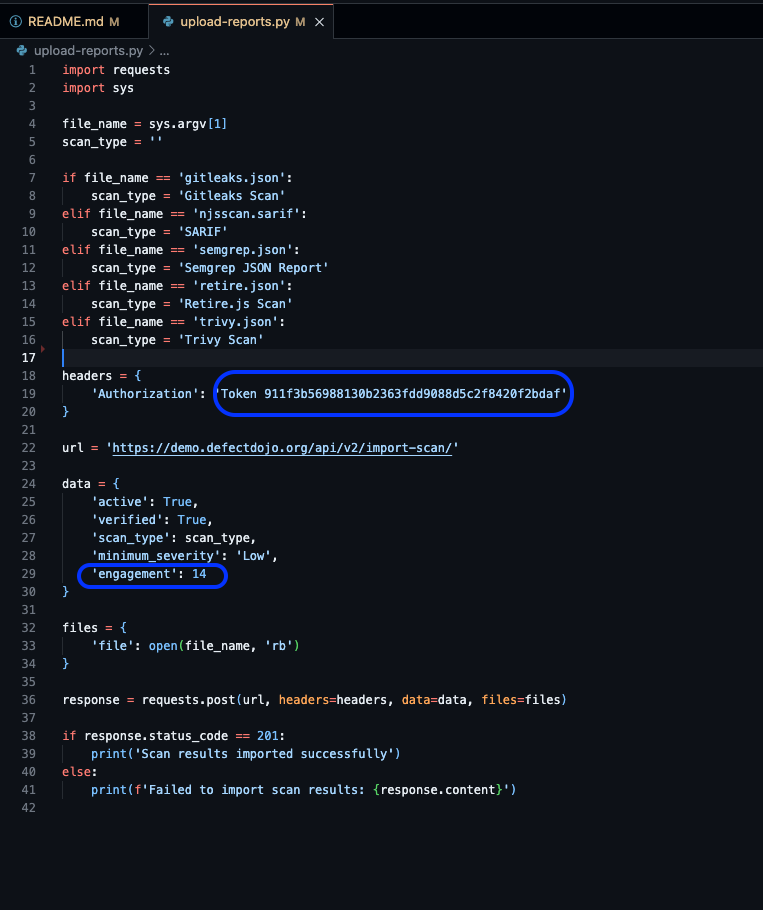 README.md M
upload-reports.py M
upload-reports.py > ...
1 import requests
2 import sys
3
4 file_name = sys.argv[1]
5 scan_type = ''
6
7 if file_name == 'gitleaks.json':
8     scan_type = 'Gitleaks Scan'
9 elif file_name == 'njsscan.sarif':
10     scan_type = 'SARIF'
11 elif file_name == 'semgrep.json':
12     scan_type = 'Semgrep JSON Report'
13 elif file_name == 'retire.json':
14     scan_type = 'Retire.js Scan'
15 elif file_name == 'trivy.json':
16     scan_type = 'Trivy Scan'
17
18 headers = {
19     'Authorization': 'Token 911f3b56988130b2363fdd9088d5c2f8420f2bdaf'
20 }
21
22 url = 'https://demo.defectdojo.org/api/v2/import-scan/'
23
24 data = {
25     'active': True,
26     'verified': True,
27     'scan_type': scan_type,
28     'minimum_severity': 'Low',
29     'engagement': 14
30 }
31
32 files = {
33     'file': open(file_name, 'rb')
34 }
35
36 response = requests.post(url, headers=headers, data=data, files=files)
37
38 if response.status_code == 201:
39     print('Scan results imported successfully')
40 else:
41     print(f'Failed to import scan results: {response.content}')
42